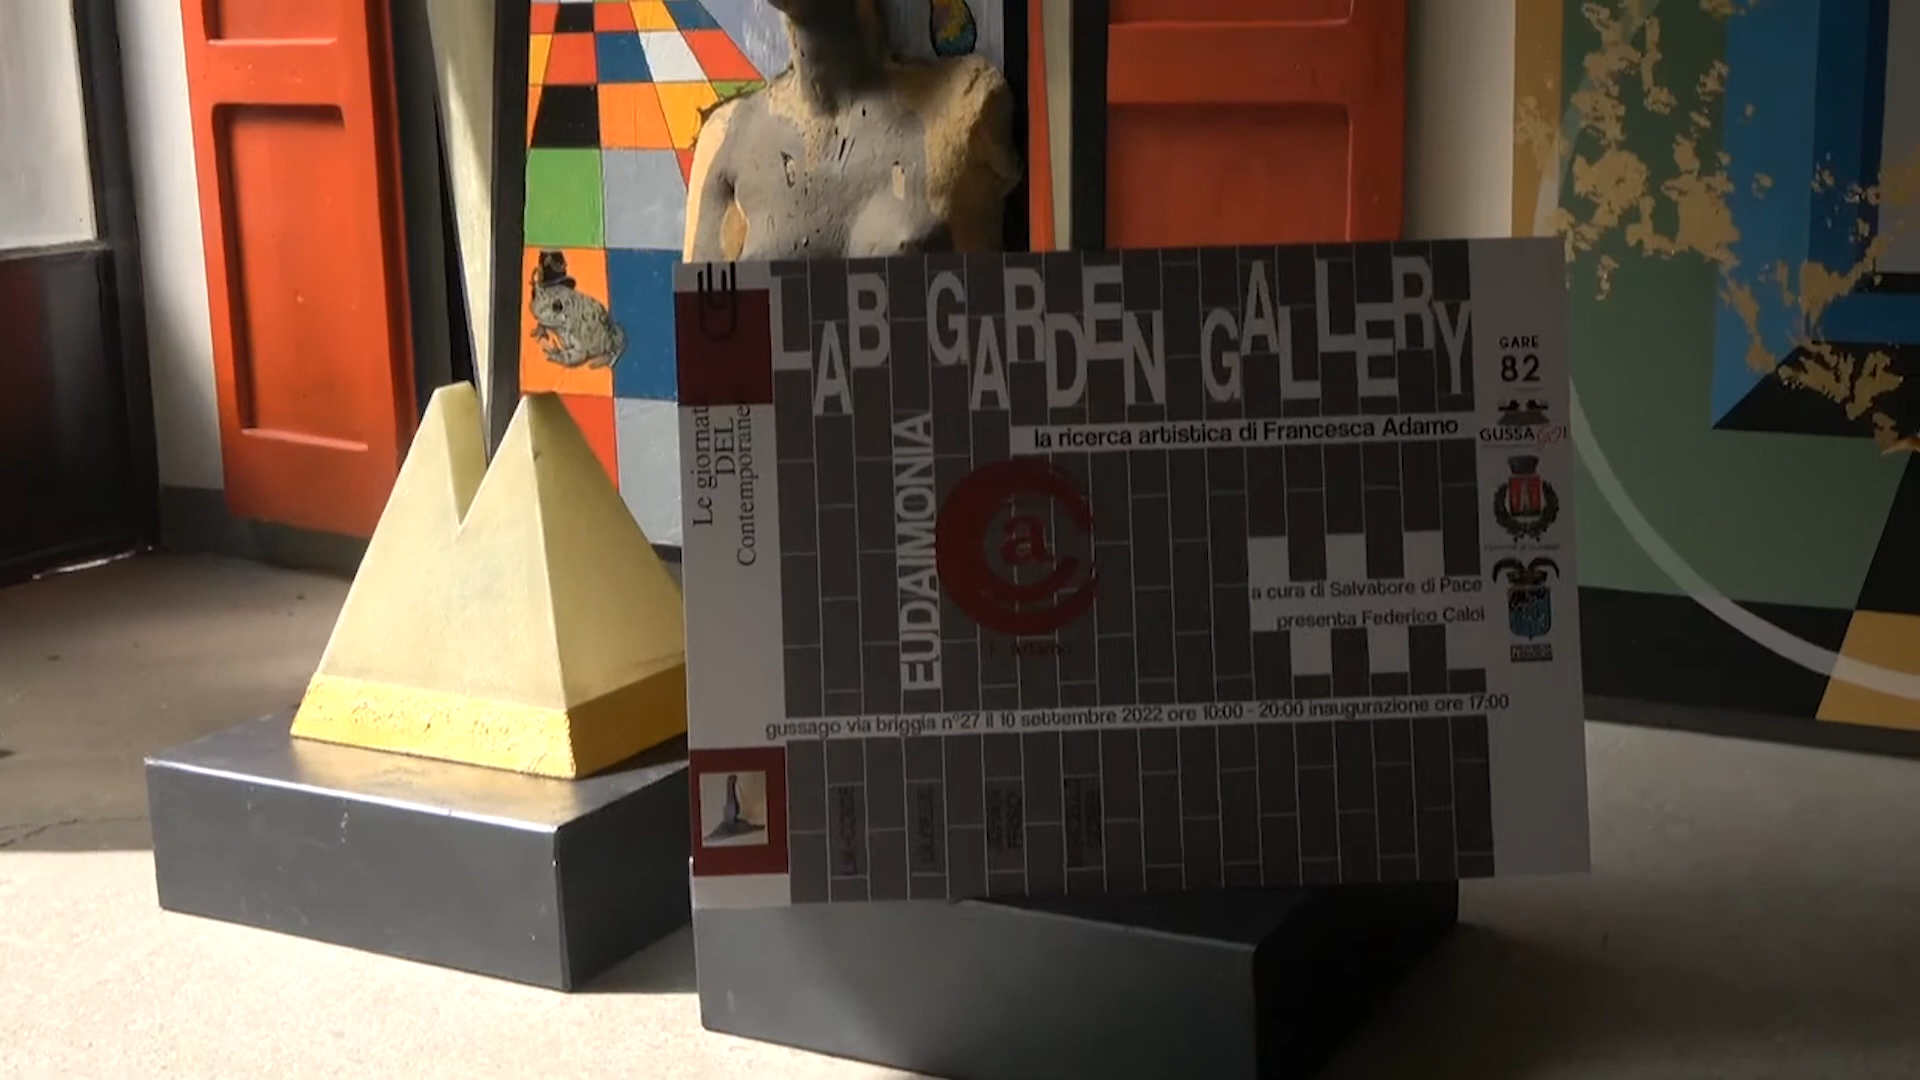 LAB GARDEN GALLERY
la ricerca artistica di Francesca Adamo
Le giornate
DEL
Contemporaneo
EUDAIMONIA
a
F. Adamo
GARE
82
GUSSAGO!
a cura di Salvatore di Pace
presenta Federico Caloi
gussago via briggia n°27 il 10 settembre 2022 ore 10:00 - 20:00 inaugurazione ore 17:00